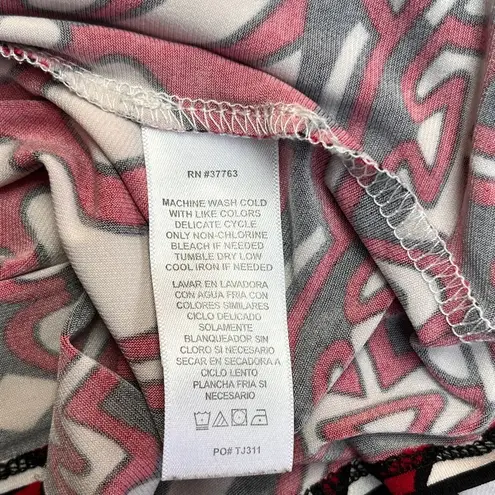 RN #37763
MACHINE WASH COLD
WITH LIKE COLORS
DELICATE CYCLE
ONLY NON-CHLORINE
BLEACH IF NEEDED
TUMBLE DRY LOW
COOL IRON IF NEEDED
LAVAR EN LAVADORA
CON AGUA FRIA CON
COLORES SIMILARES
CICLO DELICADO
SOLAMENTE
BLANQUEADOR SIN
CLORO SI NECESARIO
SECAR EN SECADORA A
CICLO LENTO
PLANCHA FRIA SI
NECESARIO
PO# TJ311